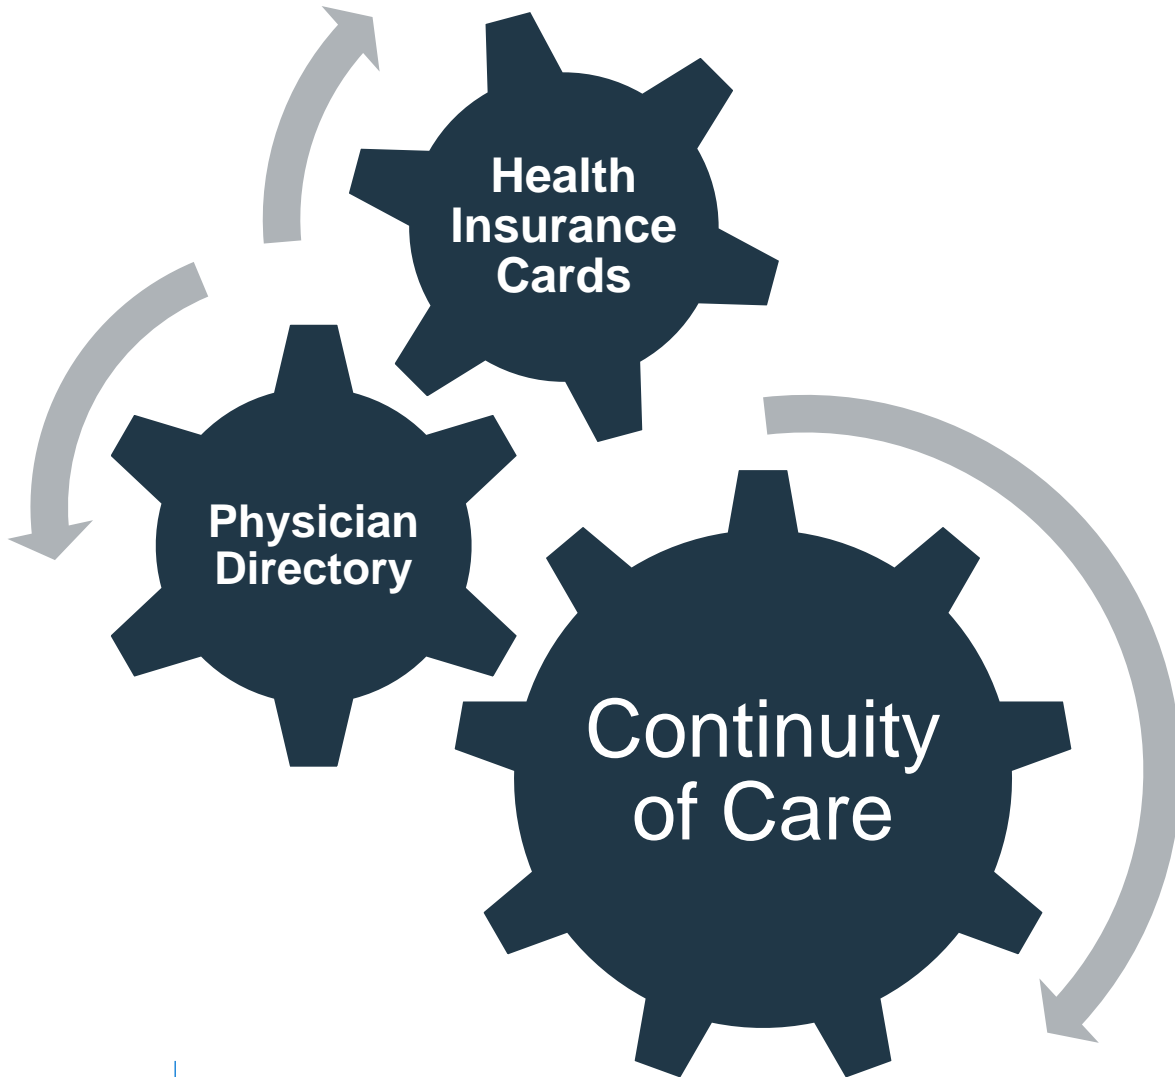 Health
Insurance
Cards
Physician
Directory
Continuity
of Care